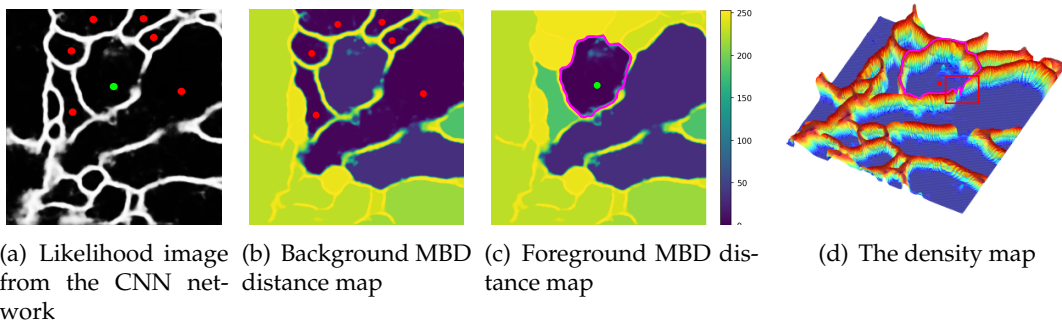 250
200
150
100
50
0
(a) Likelihood image
from the CNN net-
work
(b) Background MBD
distance map
(c) Foreground MBD dis-
tance map
(d) The density map